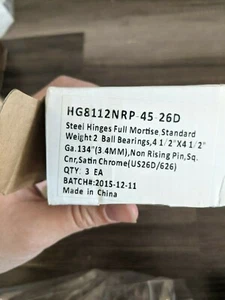 HG8112NRP-45-26D
Steel Hinges Full Mortise,Standard
Weight2 Ball Bearings,4 1/2"X4 1/2"
Ga.134"(3.4MM),Non Rising Pin,Sq.
Cnr,Satin Chrome(US26D/626)
QTY: 3 EA
BATCH#:2015-12-11
Made in China